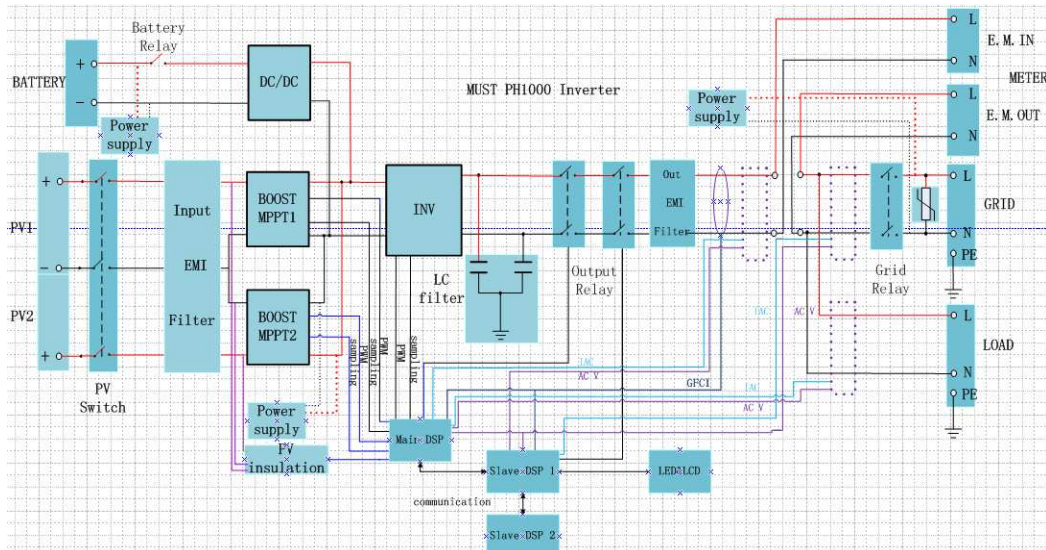 Battery
Relay
BATTERY
+
−
Power
supply
DC/DC
MUST PH1000 Inverter
Power
supply
L
E.M.IN
N
METER
L
E.M.OUT
N
+
PV1
−
PV2
+
PV
Switch
Input
EMI
Filter
BOOST
MPPT1
BOOST
MPPT2
INV
LC
filter
Output
Relay
Out
EMI
Filter
Grid
Relay
L
GRID
N
PE
L
LOAD
N
PE
PWM
sampling
PWM
sampling
PWM
sampling
IAC
AC V
GFCI
IAC
AC V
IAC
AC V
Power
supply
PV
insulation
Main DSP
Slave DSP 1
LED&LCD
communication
Slave DSP 2